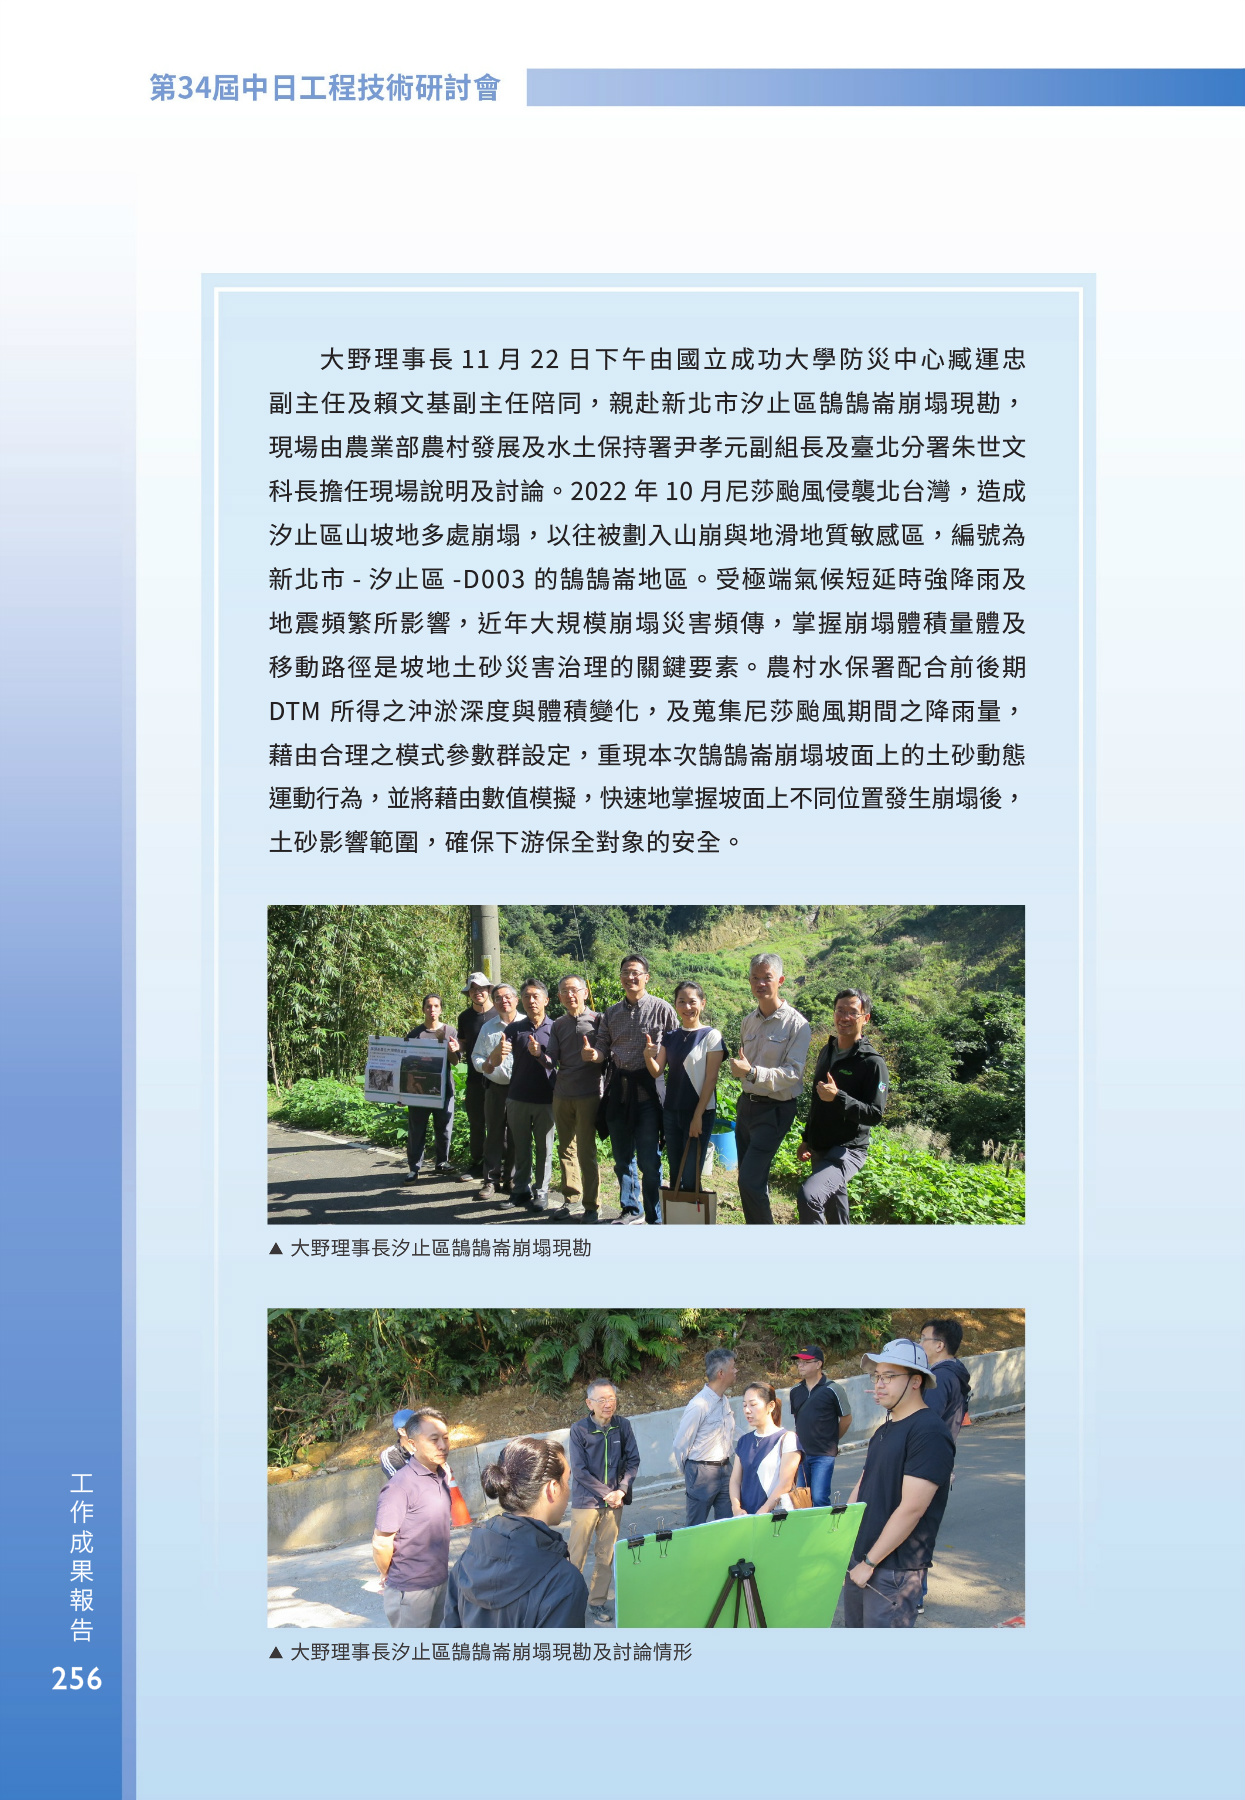 第34屆中日工程技術研討會
大野理事長 11 月 22 日下午由國立成功大學防災中心臧運忠
副主任及賴文基副主任陪同，親赴新北市汐止區鵠鵠崙崩塌現勘，
現場由農業部農村發展及水土保持署尹孝元副組長及臺北分署朱世文
科長擔任現場說明及討論。2022 年 10 月尼莎颱風侵襲北台灣，造成
汐止區山坡地多處崩塌，以往被劃入山崩與地滑地質敏感區，編號為
新北市 - 汐止區 -D003 的鵠鵠崙地區。受極端氣候短延時強降雨及
地震頻繁所影響，近年大規模崩塌災害頻傳，掌握崩塌體積量體及
移動路徑是坡地土砂災害治理的關鍵要素。農村水保署配合前後期
DTM 所得之沖淤深度與體積變化，及蒐集尼莎颱風期間之降雨量，
藉由合理之模式參數群設定，重現本次鵠鵠崙崩塌坡面上的土砂動態
運動行為，並將藉由數值模擬，快速地掌握坡面上不同位置發生崩塌後，
土砂影響範圍，確保下游保全對象的安全。
▲ 大野理事長汐止區鵠鵠崙崩塌現勘
▲ 大野理事長汐止區鵠鵠崙崩塌現勘及討論情形
工作成果報告
256